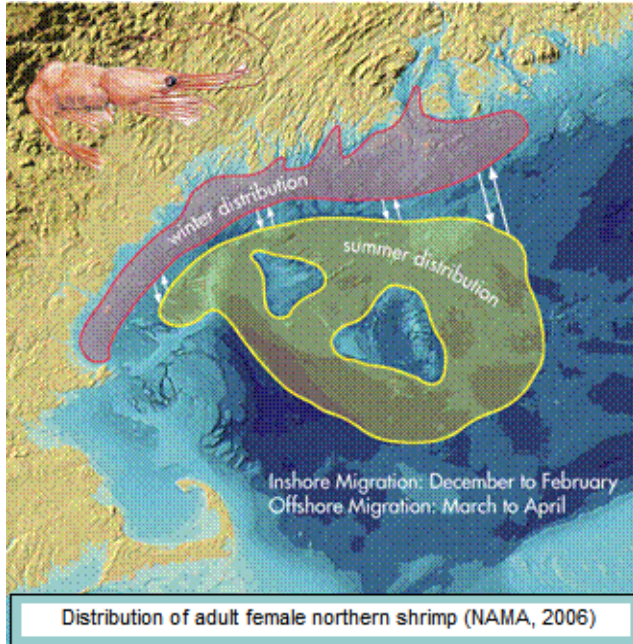 winter distribution
summer distribution
Inshore Migration: December to February
Offshore Migration: March to April
Distribution of adult female northern shrimp (NAMA, 2006)